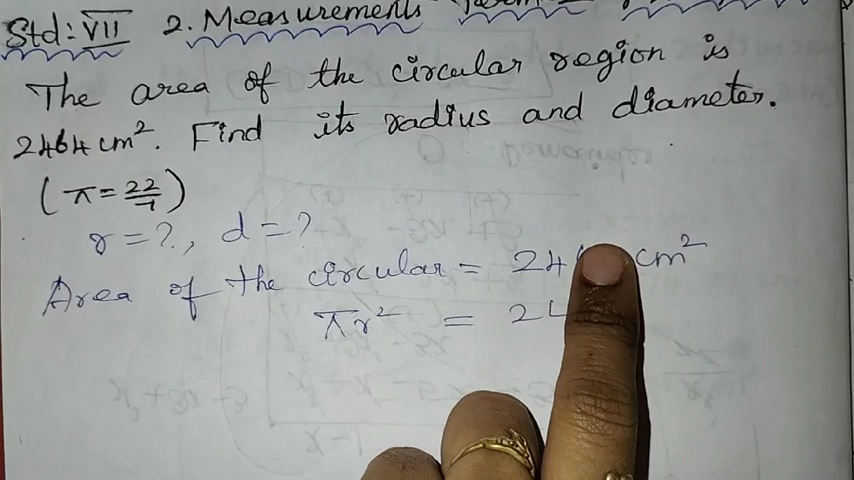 Std: VII 2. Measurements
The area of the circular region is
2464 cm². Find its radius and diameter.
(π = 22/7)
r = ?, d = ?
Area of the circular = 24 cm²
πr² = 2